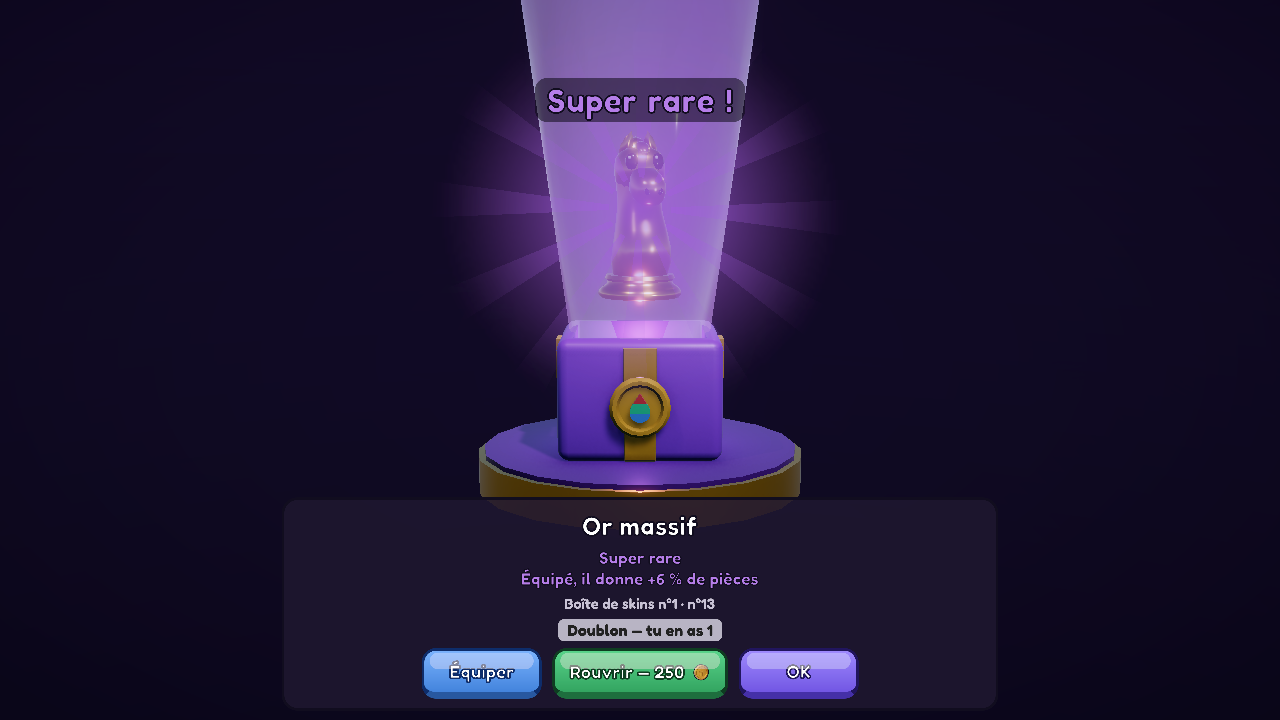 Super rare !
Or massif
Super rare
Équipé, il donne +6 % de pièces
Boîte de skins n°1 · n°13
Doublon – tu en as 1
Équiper
Rouvrir – 250
OK